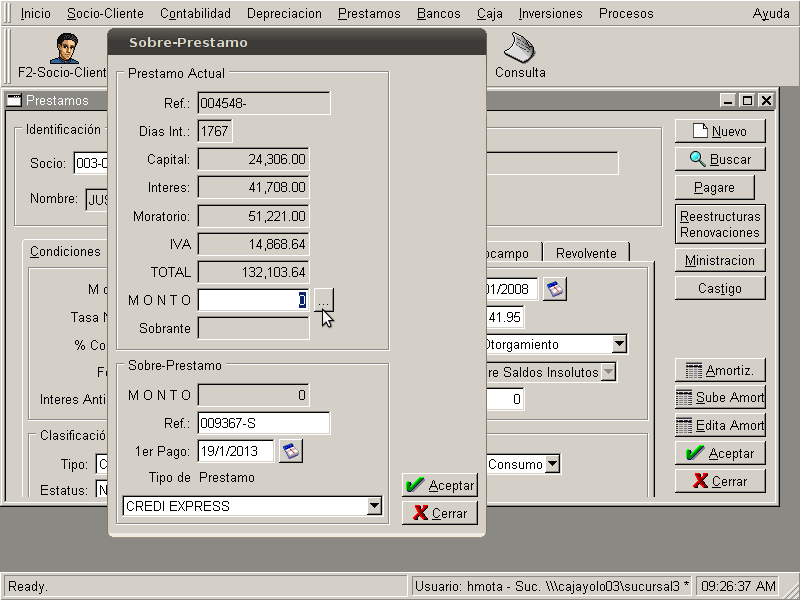 Inicio Socio-Cliente Contabilidad Depreciacion Prestamos Bancos Caja Inversiones Procesos Ayuda
F2-Socio-Client
Consulta
Sobre-Prestamo
Prestamo Actual
Ref.: 004548-
Dias Int.: 1767
Capital: 24,306.00
Interes: 41,708.00
Moratorio: 51,221.00
IVA 14,868.64
TOTAL 132,103.64
M O N T O 0 ...
Sobrante
Sobre-Prestamo
M O N T O 0
Ref.: 009367-S
1er Pago: 19/1/2013
Tipo de Prestamo
CREDI EXPRESS
Aceptar
Cerrar
Prestamos
Identificación
Socio: 003-0
Nombre: JUS
Condiciones
ocampo
Revolvente
M o
01/2008
Tasa N
41.95
% Co
Otorgamiento
Fo
re Saldos Insolutos
Interes Anti
0
Clasificació
Tipo: C
Consumo
Estatus: N
Nuevo
Buscar
Pagare
Reestructuras
Renovaciones
Ministracion
Castigo
Amortiz.
Sube Amort
Edita Amort
Aceptar
Cerrar
Ready.
Usuario: hmota - Suc. \\\cajayolo03\sucursal3 *
09:26:37 AM